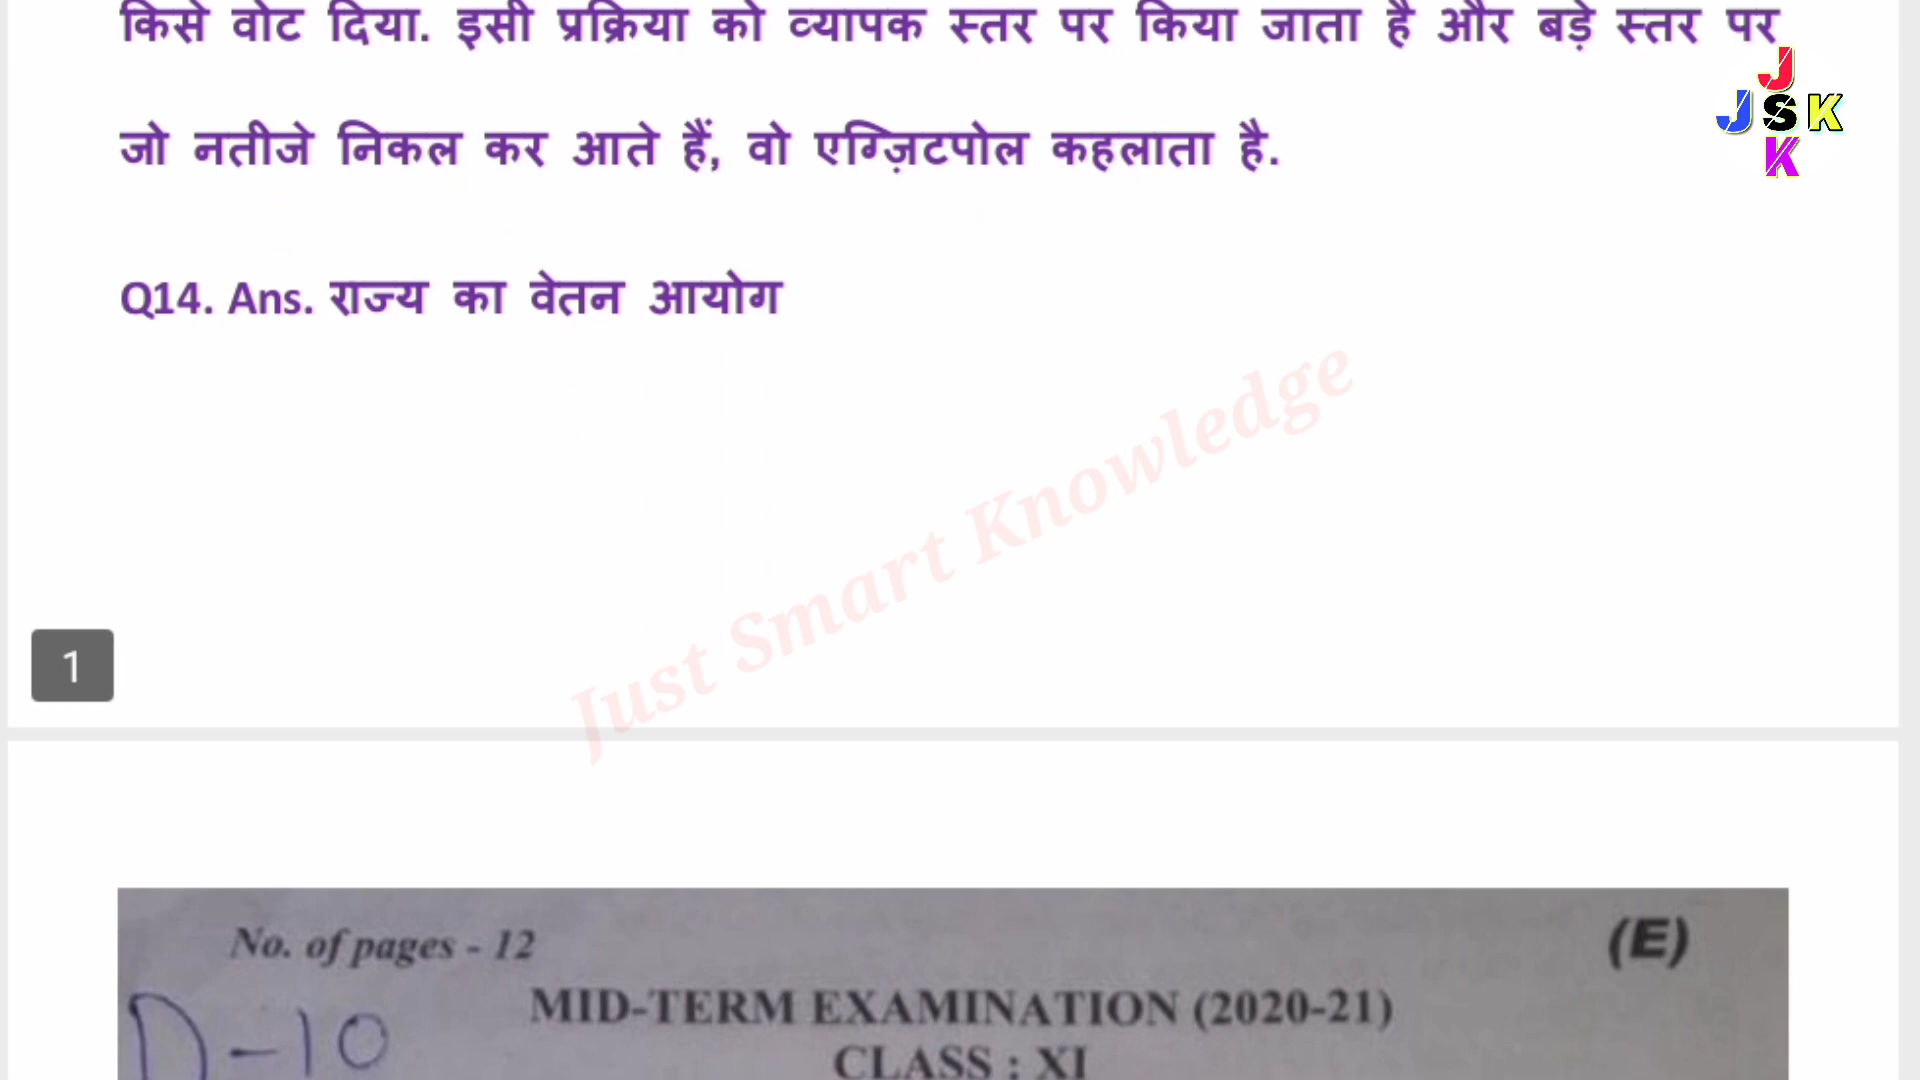 किसे वोट दिया. इसी प्रक्रिया को व्यापक स्तर पर किया जाता है और बड़े स्तर पर
जो नतीजे निकल कर आते हैं, वो एग्ज़िटपोल कहलाता है.
J
JSK
K
Q14. Ans. राज्य का वेतन आयोग
Just Smart Knowledge
1
No. of pages - 12
(E)
D-10
MID-TERM EXAMINATION (2020-21)
CLASS : XI